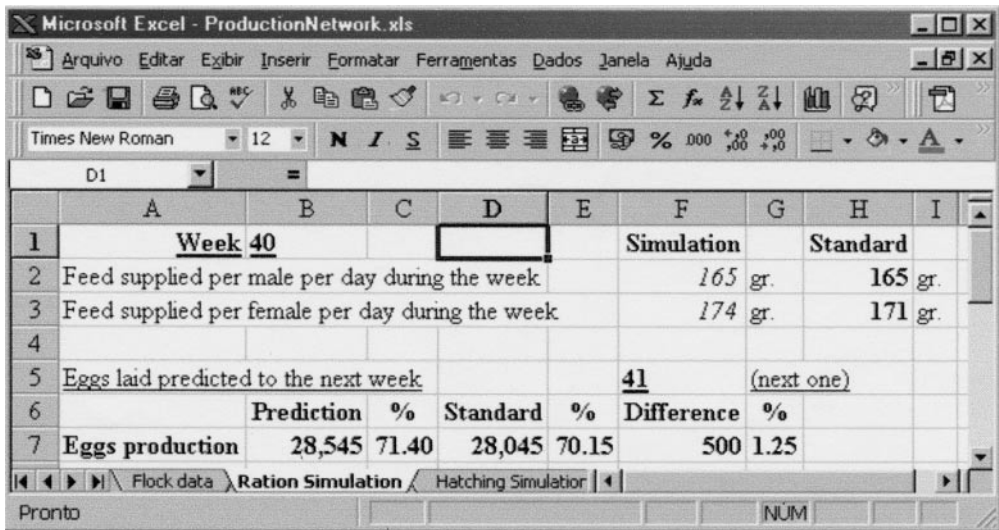 Microsoft Excel - ProductionNetwork.xls
Arquivo Editar Exibir Inserir Formatar Ferramentas Dados Janela Ajuda
Times New Roman 12 N I S % 000
D1 =
A B C D E F G H I
1 Week 40 Simulation Standard
2 Feed supplied per male per day during the week 165 gr. 165 gr.
3 Feed supplied per female per day during the week 174 gr. 171 gr.
4
5 Eggs laid predicted to the next week 41 (next one)
6 Prediction % Standard % Difference %
7 Eggs production 28,545 71.40 28,045 70.15 500 1.25
Flock data Ration Simulation Hatching Simulation
Pronto NÚM